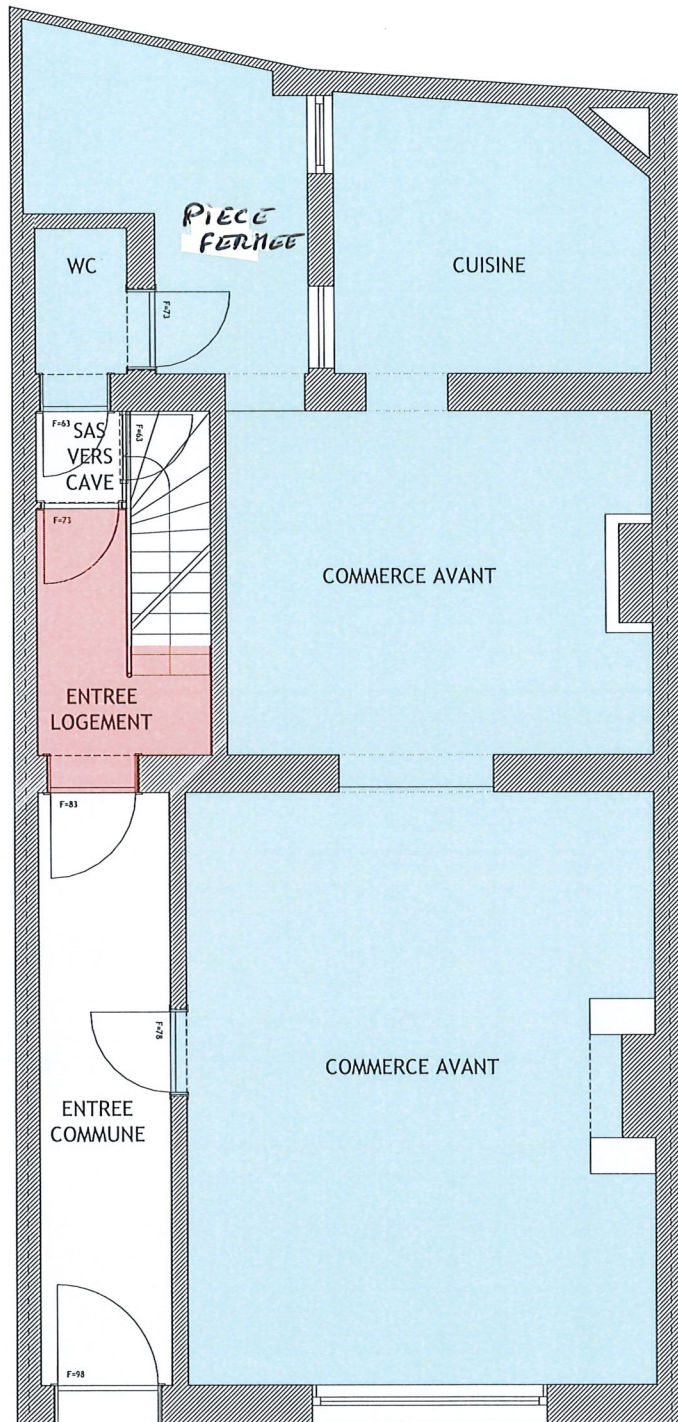 PIECE
FERMEE
WC
CUISINE
F=73
F=63
SAS
VERS
CAVE
F=63
F=73
COMMERCE AVANT
ENTREE
LOGEMENT
F=83
F=78
COMMERCE AVANT
ENTREE
COMMUNE
F=98